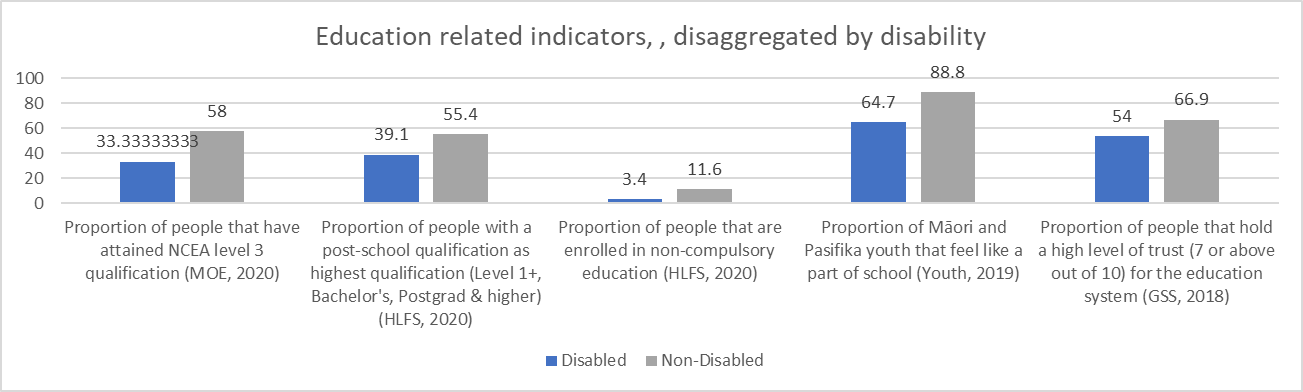 Education related indicators, , disaggregated by disability
100
80
60
40
20
0
33.33333333
58
39.1
55.4
3.4
11.6
64.7
88.8
54
66.9
Proportion of people that have
attained NCEA level 3
qualification (MOE, 2020)
Proportion of people with a
post-school qualification as
highest qualification (Level 1+,
Bachelor's, Postgrad & higher)
(HLFS, 2020)
Proportion of people that are
enrolled in non-compulsory
education (HLFS, 2020)
Proportion of Māori and
Pasifika youth that feel like a
part of school (Youth, 2019)
Proportion of people that hold
a high level of trust (7 or above
out of 10) for the education
system (GSS, 2018)
Disabled
Non-Disabled